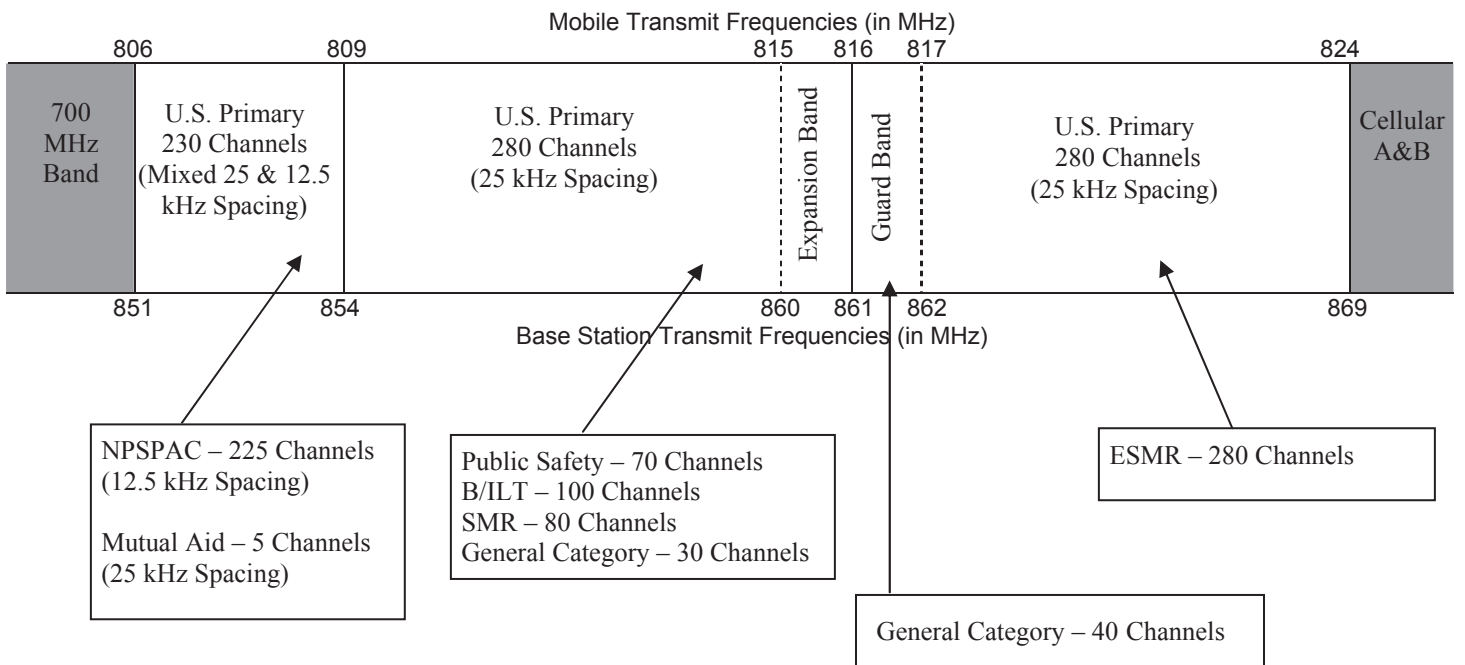 Mobile Transmit Frequencies (in MHz)
806 809 815 816 817 824
700
MHz
Band
U.S. Primary
230 Channels
(Mixed 25 & 12.5
kHz Spacing)
U.S. Primary
280 Channels
(25 kHz Spacing)
Expansion Band
Guard Band
U.S. Primary
280 Channels
(25 kHz Spacing)
Cellular
A&B
851 854 860 861 862 869
Base Station Transmit Frequencies (in MHz)
NPSPAC – 225 Channels
(12.5 kHz Spacing)
Mutual Aid – 5 Channels
(25 kHz Spacing)
Public Safety – 70 Channels
B/ILT – 100 Channels
SMR – 80 Channels
General Category – 30 Channels
General Category – 40 Channels
ESMR – 280 Channels